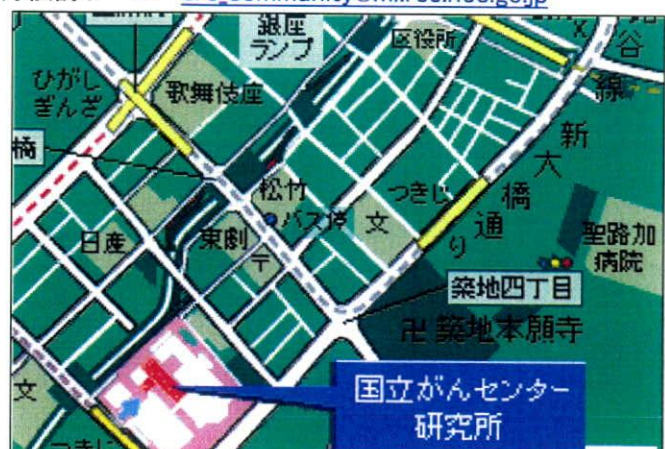 銀座
ランプ
区役所
谷
線
ひがし
ぎんざ
歌舞伎座
新
大
橋
通
り
橋
松竹
つきじ
バス停
文
日産
東劇
〒
聖路加
病院
築地四丁目
卍 築地本願寺
文
国立がんセンター
研究所